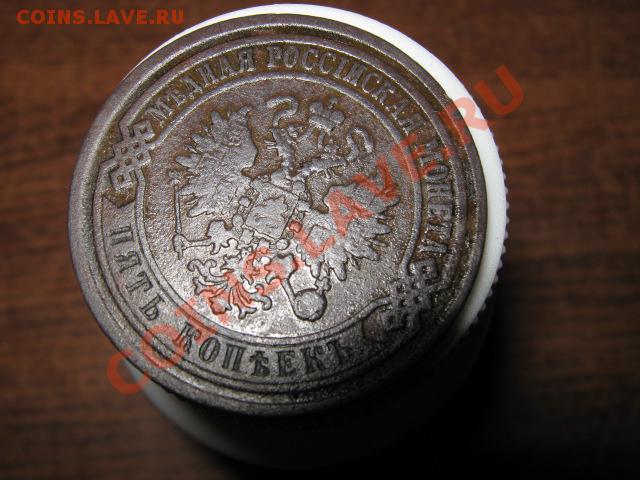 COINS.LAVE.RU
МѢДНАЯ РОССІЙСКАЯ МОНЕТА
ПЯТЬ КОПѢЕКЪ
COINS.LAVE.RU